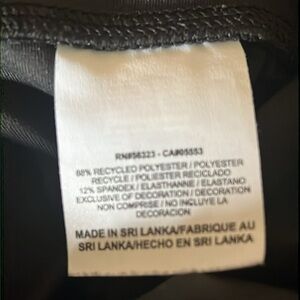 RN#56323 - CA#05553
88% RECYCLED POLYESTER / POLYESTER
RECYCLE / POLIESTER RECICLADO
12% SPANDEX / ELASTHANNE / ELASTANO
EXCLUSIVE OF DECORATION / DECORATION
NON COMPRISE / NO INCLUYE LA
DECORACION
MADE IN SRI LANKA/FABRIQUE AU
SRI LANKA/HECHO EN SRI LANKA